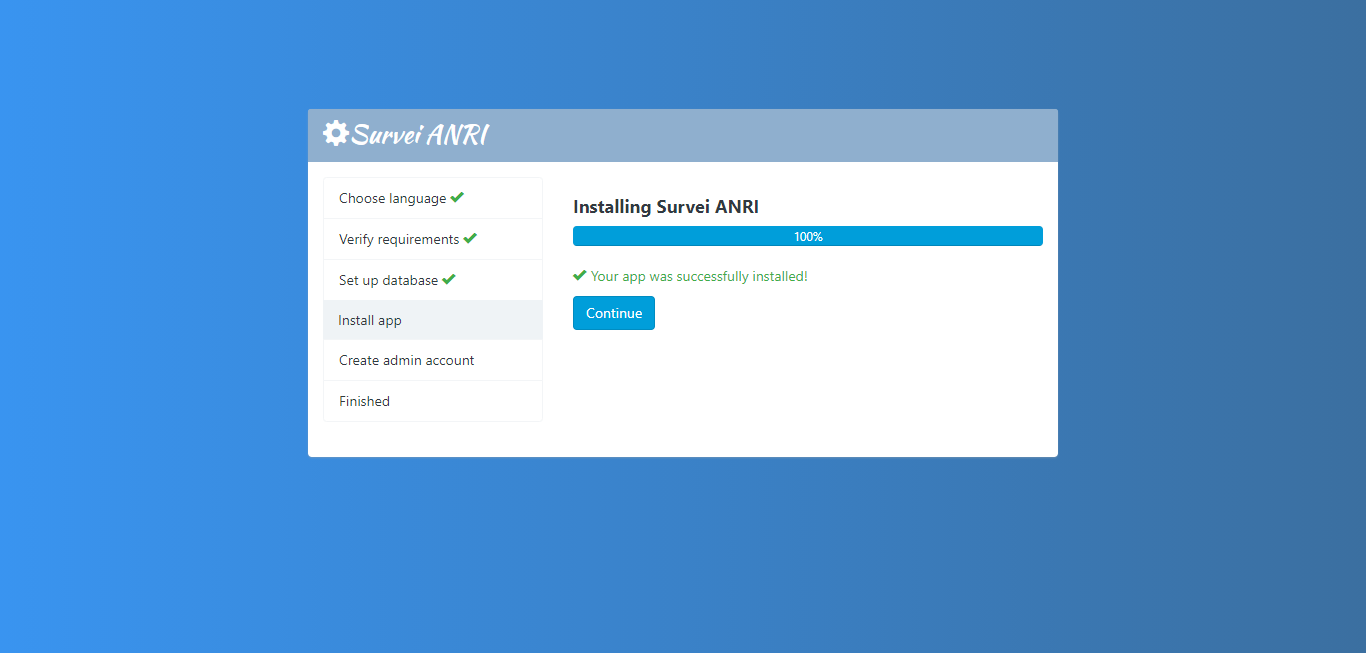 Survei ANRI
Choose language
Verify requirements
Set up database
Install app
Create admin account
Finished
Installing Survei ANRI
100%
Your app was successfully installed!
Continue